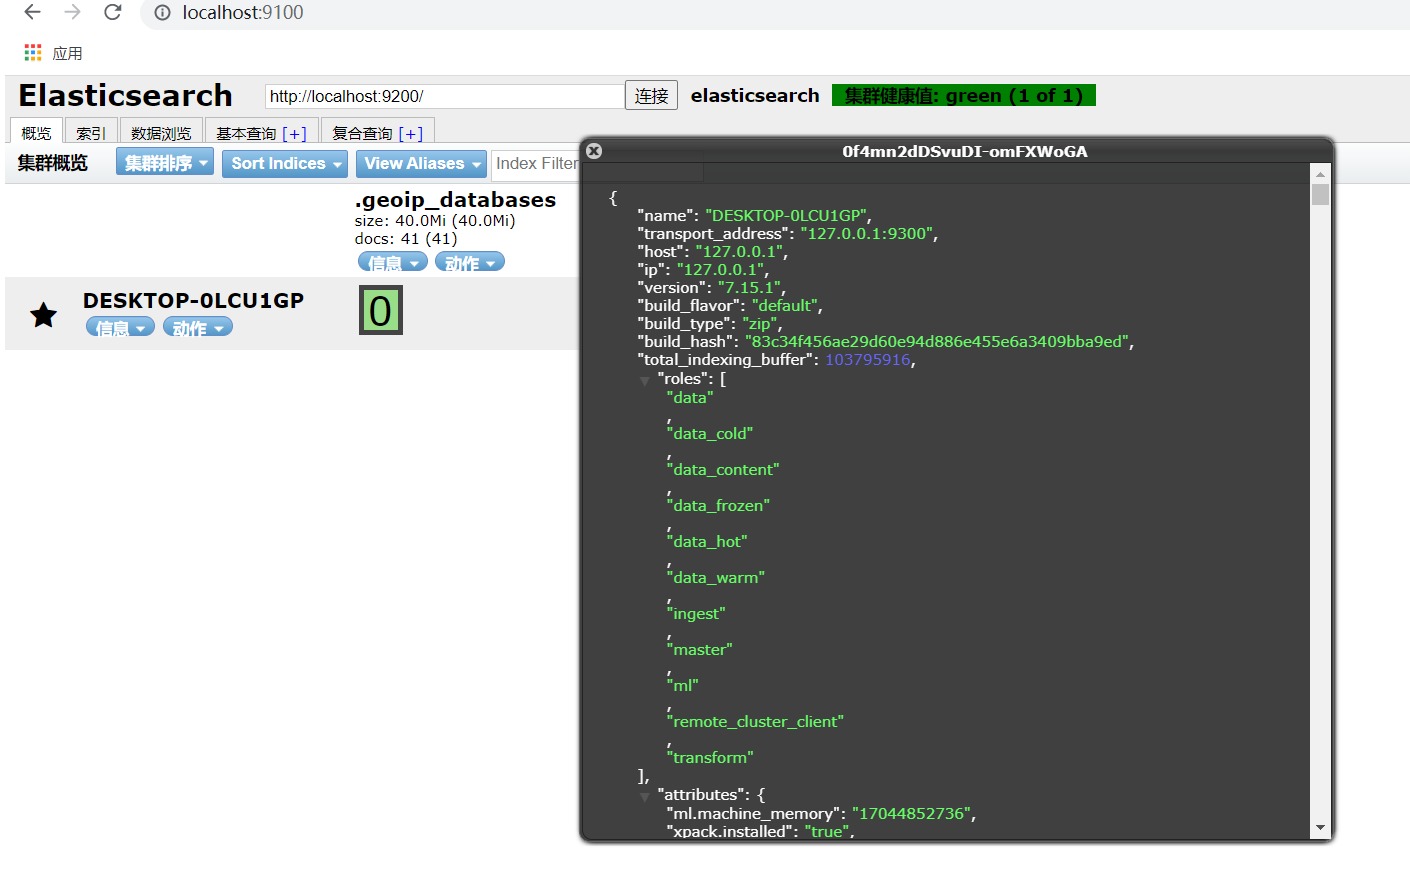 localhost:9100
应用
Elasticsearch http://localhost:9200/ 连接 elasticsearch 集群健康值: green (1 of 1)
概览 索引 数据浏览 基本查询 [+] 复合查询 [+]
集群概览 集群排序 Sort Indices View Aliases Index Filter
.geoip_databases
size: 40.0Mi (40.0Mi)
docs: 41 (41)
信息 动作
DESKTOP-0LCU1GP 0
信息 动作
0f4mn2dDSvuDI-omFXWoGA
{
"name": "DESKTOP-0LCU1GP",
"transport_address": "127.0.0.1:9300",
"host": "127.0.0.1",
"ip": "127.0.0.1",
"version": "7.15.1",
"build_flavor": "default",
"build_type": "zip",
"build_hash": "83c34f456ae29d60e94d886e455e6a3409bba9ed",
"total_indexing_buffer": 103795916,
"roles": [
"data"
,
"data_cold"
,
"data_content"
,
"data_frozen"
,
"data_hot"
,
"data_warm"
,
"ingest"
,
"master"
,
"ml"
,
"remote_cluster_client"
,
"transform"
],
"attributes": {
"ml.machine_memory": "17044852736",
"xpack.installed": "true",